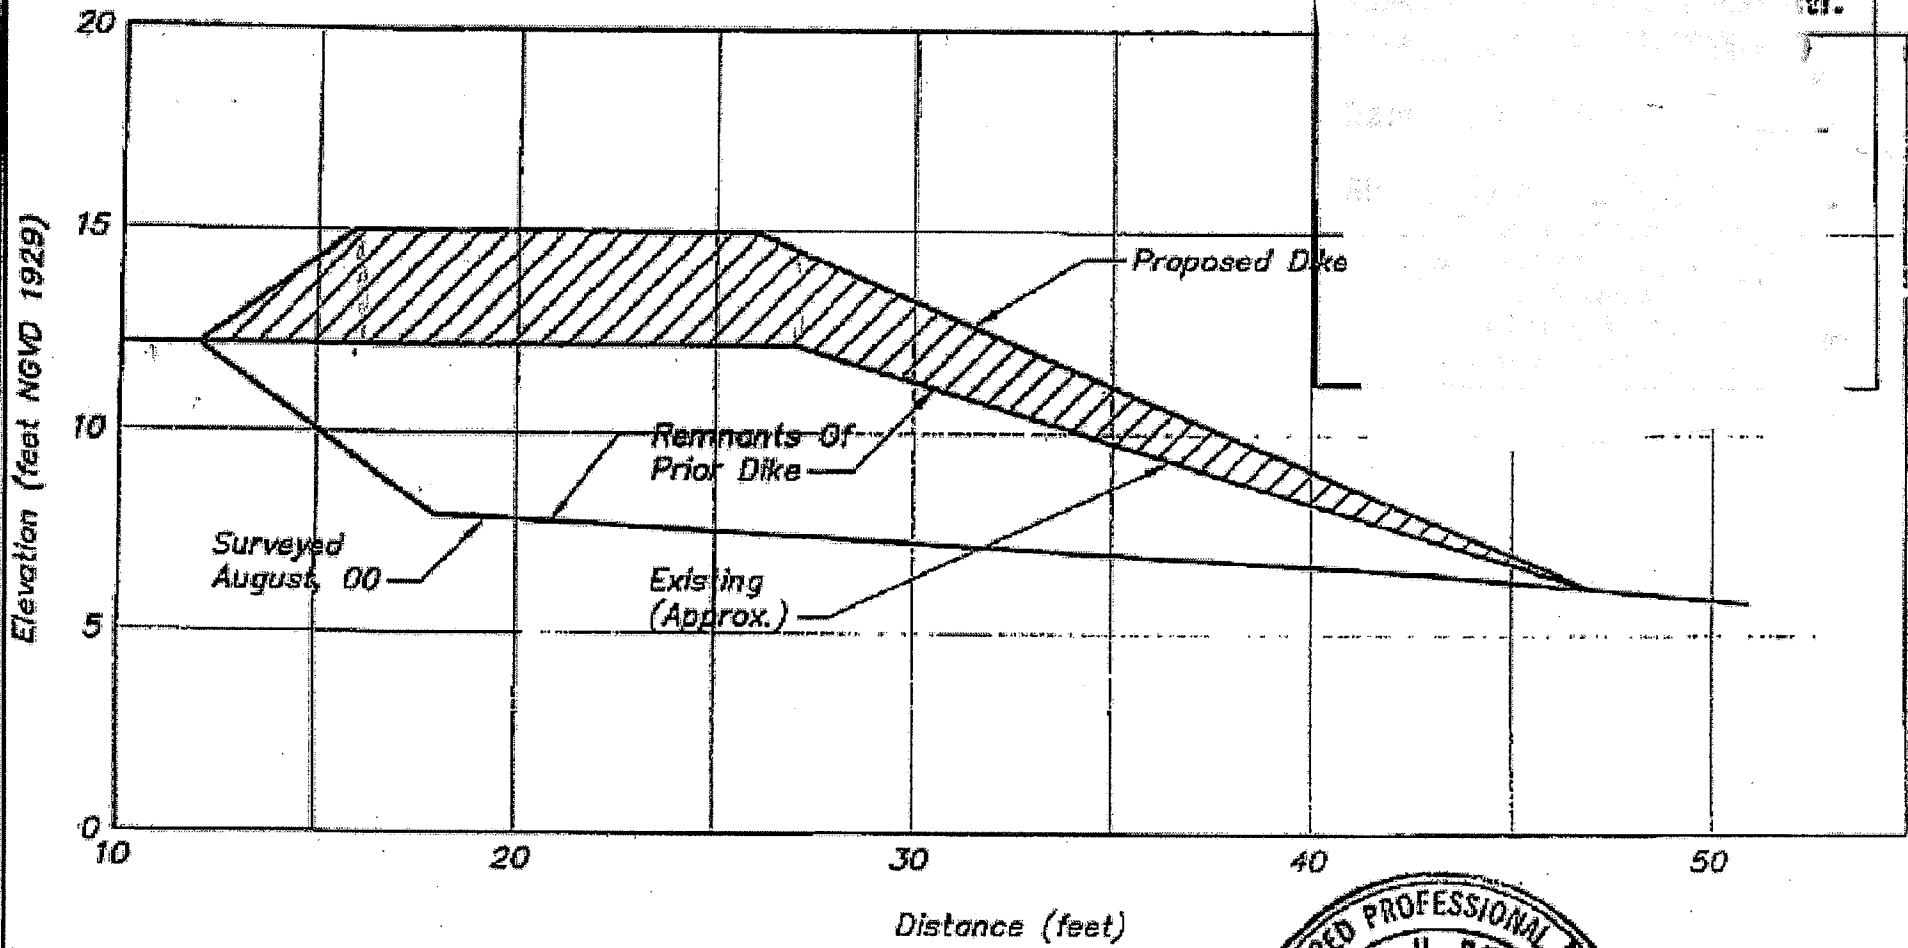 20
15
10
5
0
Elevation (feet NGVD 1929)
Proposed Dike
Remnants Of
Prior Dike
Surveyed
August, 00
Existing
(Approx.)
10
20
30
40
50
Distance (feet)
PROFESSIONAL